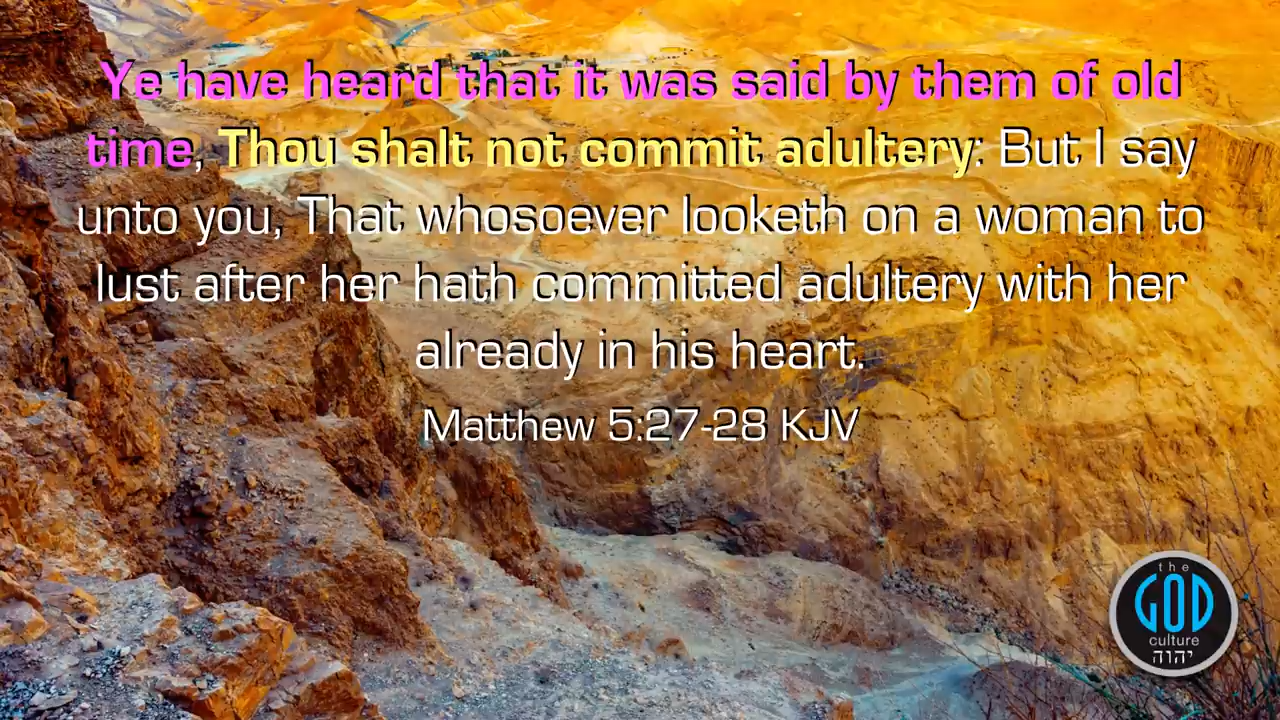 Ye have heard that it was said by them of old
time, Thou shalt not commit adultery: But I say
unto you, That whosoever looketh on a woman to
lust after her hath committed adultery with her
already in his heart.
Matthew 5:27-28 KJV
the
GOD
culture
יהוה